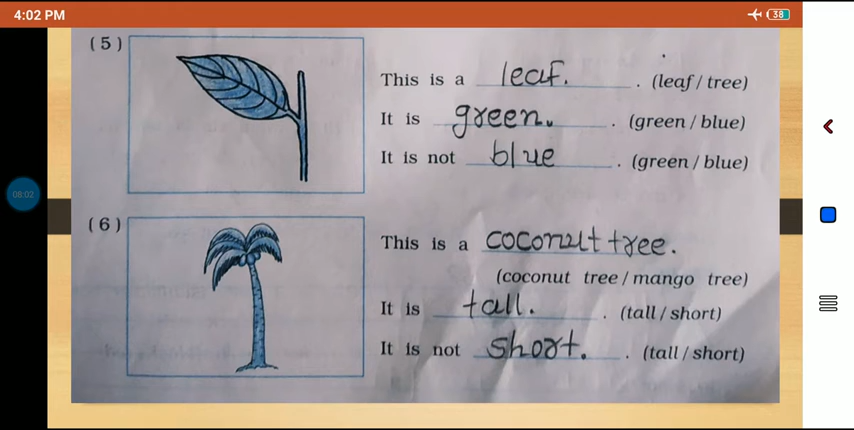 4:02 PM
38
(5)
This is a leaf. . (leaf / tree)
It is green. . (green / blue)
It is not blue . (green / blue)
08:02
(6)
This is a coconut tree.
(coconut tree / mango tree)
It is tall. . (tall / short)
It is not short. . (tall / short)